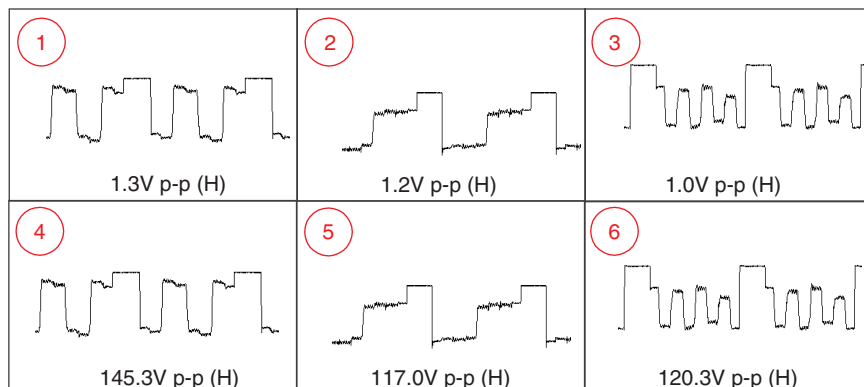 1 2 3
1.3V p-p (H) 1.2V p-p (H) 1.0V p-p (H)
4 5 6
145.3V p-p (H) 117.0V p-p (H) 120.3V p-p (H)